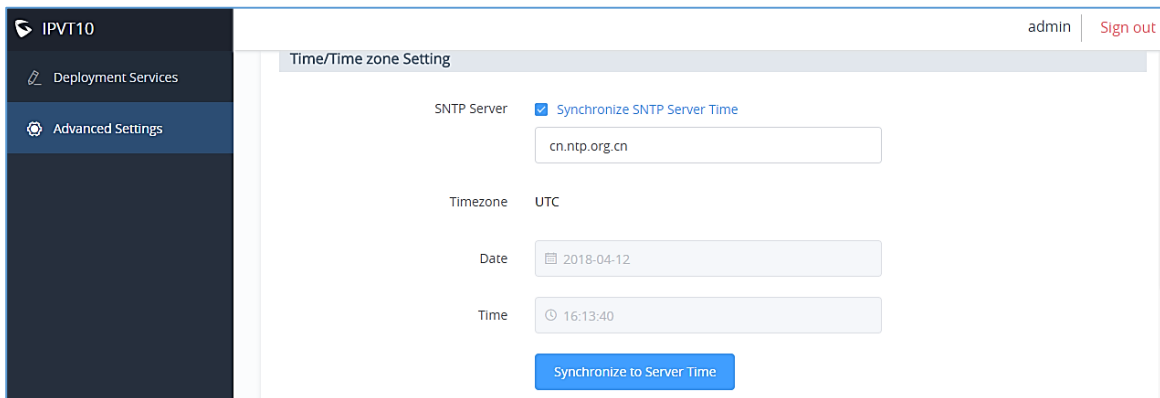 IPVT10
admin
Sign out
Deployment Services
Advanced Settings
Time/Time zone Setting
SNTP Server
Synchronize SNTP Server Time
cn.ntp.org.cn
Timezone
UTC
Date
2018-04-12
Time
16:13:40
Synchronize to Server Time